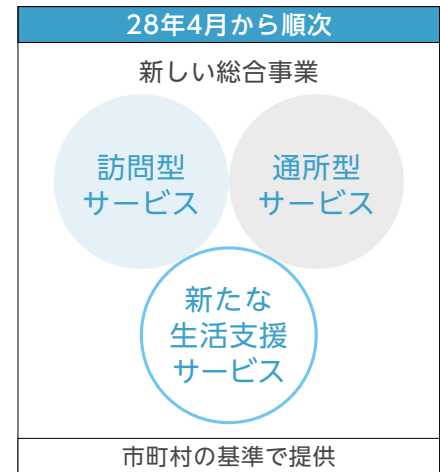 28年4月から順次
新しい総合事業
訪問型
サービス
通所型
サービス
新たな
生活支援
サービス
市町村の基準で提供